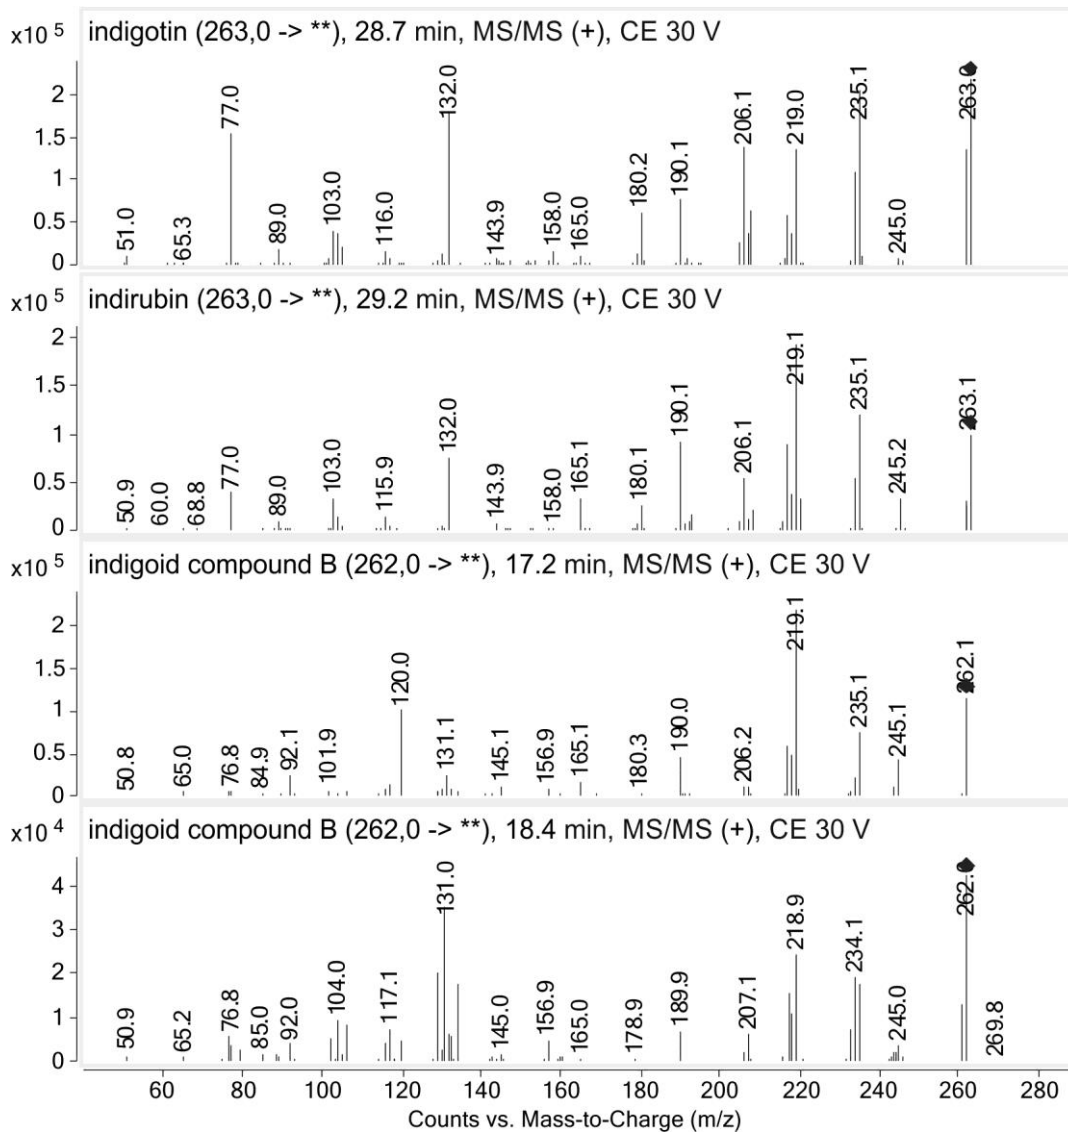 x10 5
indigotin (263,0 -> **), 28.7 min, MS/MS (+), CE 30 V
2
1.5
1
0.5
0
51.0 65.3 77.0 89.0 103.0 116.0 132.0 143.9 158.0 165.0 180.2 190.1 206.1 219.0 235.1 245.0 263.0
x10 5
indirubin (263,0 -> **), 29.2 min, MS/MS (+), CE 30 V
2
1.5
1
0.5
0
50.9 60.0 68.8 77.0 89.0 103.0 115.9 132.0 143.9 158.0 165.1 180.1 190.1 206.1 219.1 235.1 245.2 263.1
x10 5
indigoid compound B (262,0 -> **), 17.2 min, MS/MS (+), CE 30 V
2
1.5
1
0.5
0
50.8 65.0 76.8 84.9 92.1 101.9 120.0 131.1 145.1 156.9 165.1 180.3 190.0 206.2 219.1 235.1 245.1 262.1
x10 4
indigoid compound B (262,0 -> **), 18.4 min, MS/MS (+), CE 30 V
4
3
2
1
0
50.9 65.2 76.8 85.0 92.0 104.0 117.1 131.0 145.0 156.9 165.0 178.9 189.9 207.1 218.9 234.1 245.0 262.0 269.8
60 80 100 120 140 160 180 200 220 240 260 280
Counts vs. Mass-to-Charge (m/z)